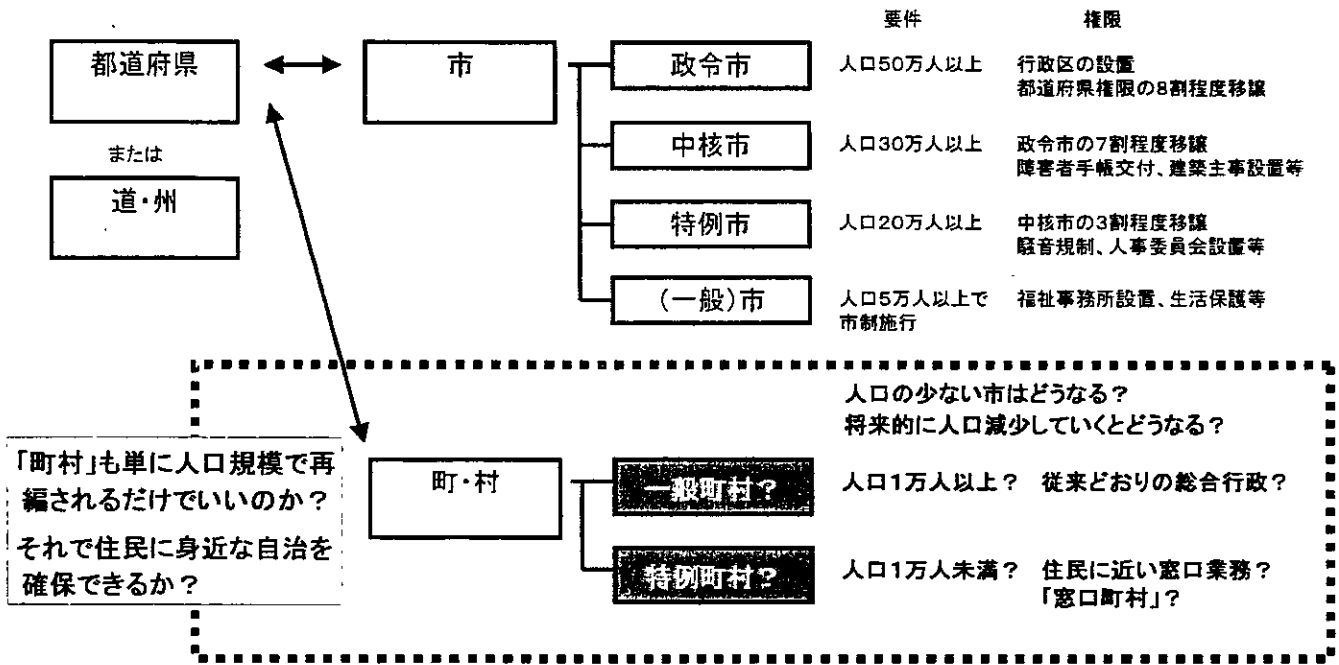 要件 権限
都道府県 市 政令市 人口50万人以上 行政区の設置
都道府県権限の8割程度移譲
または
中核市 人口30万人以上 政令市の7割程度移譲
障害者手帳交付、建築主事設置等
道・州
特例市 人口20万人以上 中核市の3割程度移譲
騒音規制、人事委員会設置等
(一般)市 人口5万人以上で 福祉事務所設置、生活保護等
市制施行
人口の少ない市はどうなる?
将来的に人口減少していくとどうなる?
「町村」も単に人口規模で再
編されるだけでいいのか?
それで住民に身近な自治を
確保できるか?
町・村
一般町村? 人口1万人以上? 従来どおりの総合行政?
特例町村? 人口1万人未満? 住民に近い窓口業務?
「窓口町村」?